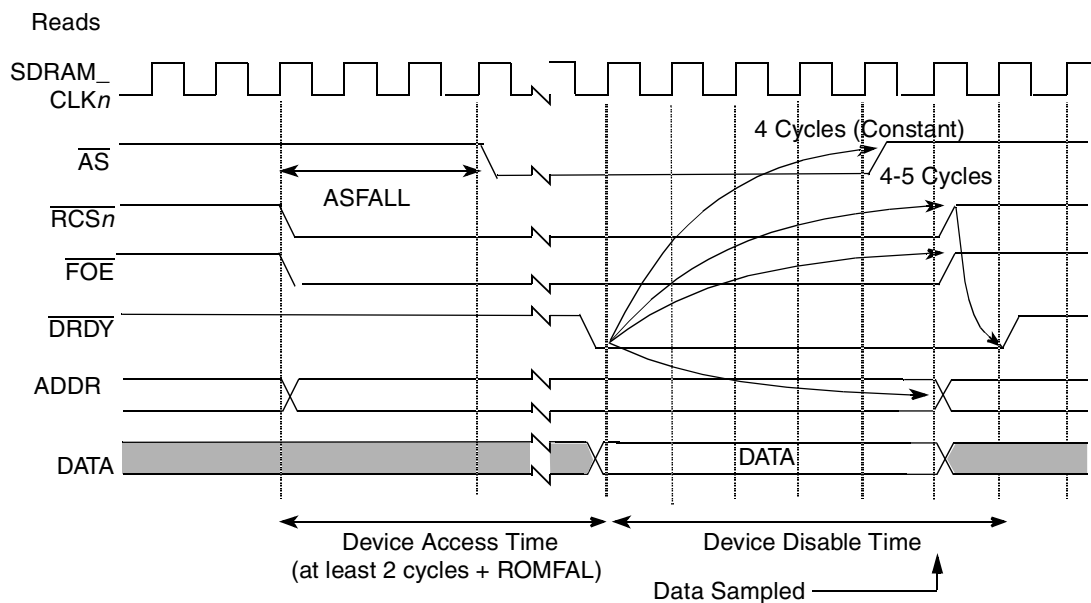 Reads
SDRAM_
CLKn
4 Cycles (Constant)
AS
4-5 Cycles
ASFALL
RCSn
FOE
DRDY
ADDR
DATA
DATA
Device Access Time
(at least 2 cycles + ROMFAL)
Device Disable Time
Data Sampled